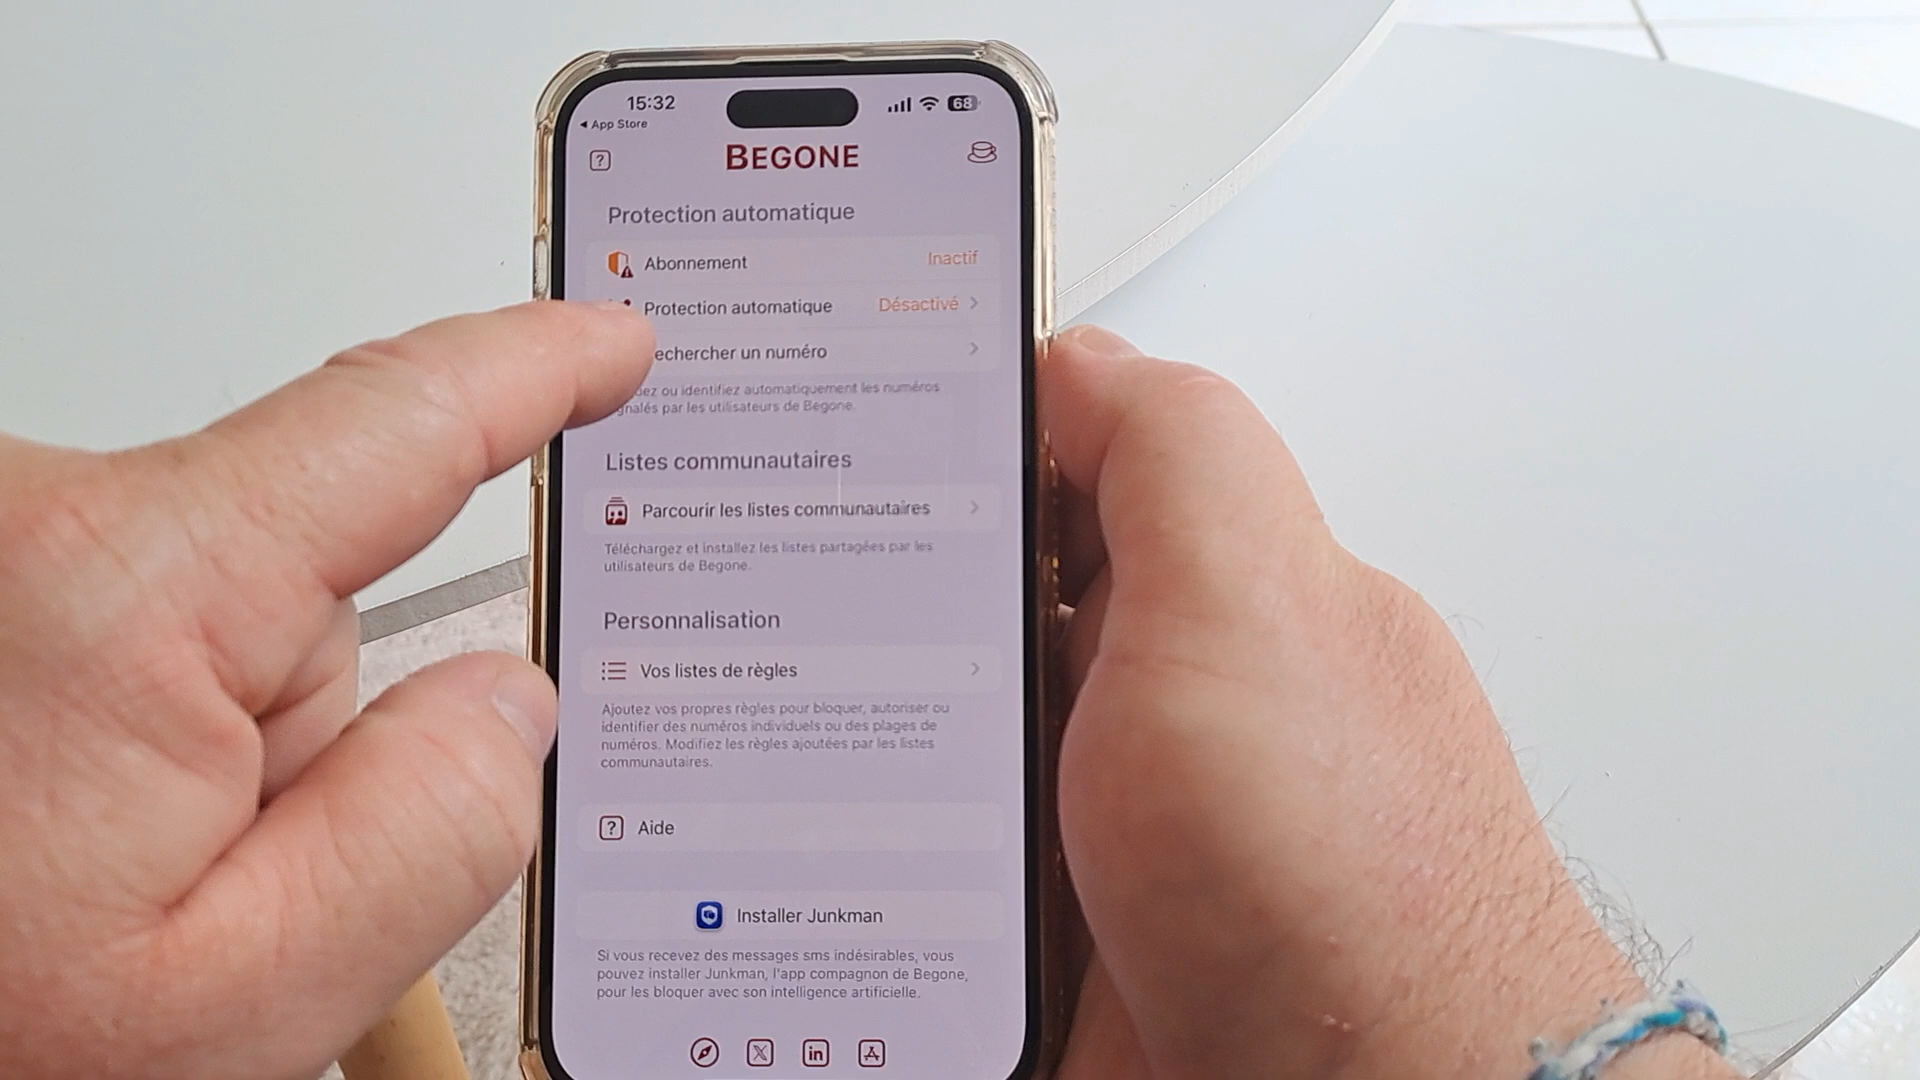 15:32
68
◀ App Store
?
BEGONE
Protection automatique
Abonnement
Inactif
Protection automatique
Désactivé
echercher un numéro
ou identifiez automatiquement les numéros
par les utilisateurs de Begone.
Listes communautaires
Parcourir les listes communautaires
Téléchargez et installez les listes partagées par les
utilisateurs de Begone.
Personnalisation
Vos listes de règles
Ajoutez vos propres règles pour bloquer, autoriser ou
identifier des numéros individuels ou des plages de
numéros. Modifiez les règles ajoutées par les listes
communautaires.
? Aide
Installer Junkman
Si vous recevez des messages sms indésirables, vous
pouvez installer Junkman, l'app compagnon de Begone,
pour les bloquer avec son intelligence artificielle.
X in